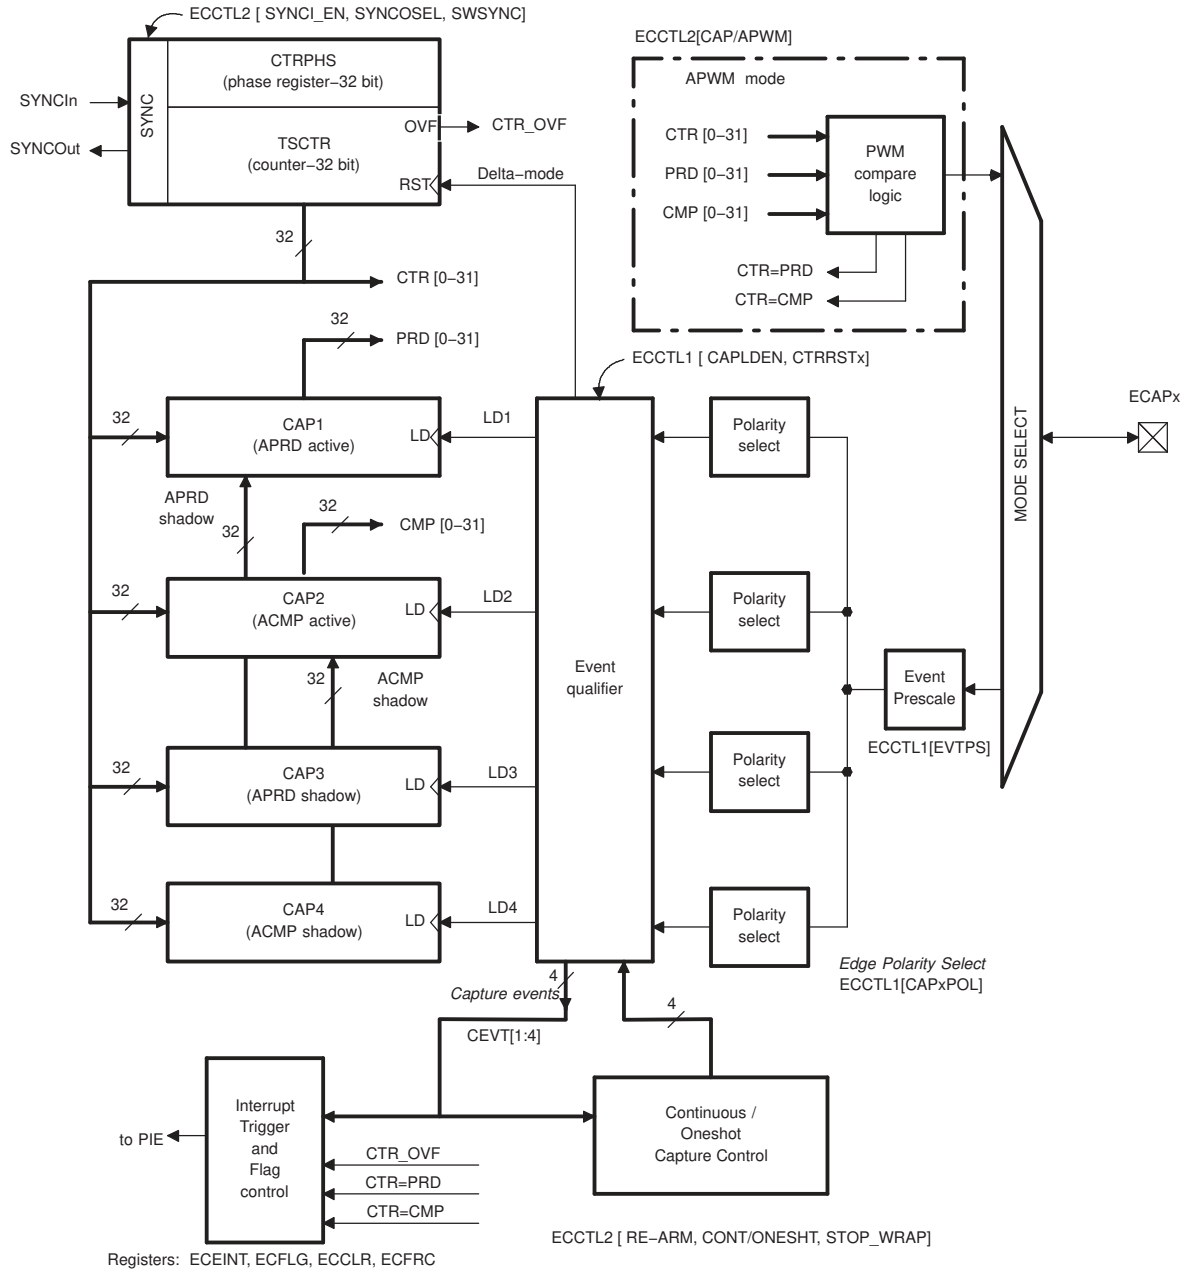 ECCTL2 [ SYNCI_EN, SYNCOSEL, SWSYNC]
CTRPHS
(phase register−32 bit)
SYNC
SYNCIn
SYNCOut
TSCTR
(counter−32 bit)
OVF
CTR_OVF
RST
Delta−mode
ECCTL2[CAP/APWM]
APWM mode
CTR [0−31]
PRD [0−31]
CMP [0−31]
PWM
compare
logic
CTR=PRD
CTR=CMP
32
CTR [0−31]
32
PRD [0−31]
ECCTL1 [ CAPLDEN, CTRRSTx]
32
CAP1
(APRD active)
LD
LD1
Polarity
select
MODE SELECT
ECAPx
APRD
shadow
32
32
CMP [0−31]
32
CAP2
(ACMP active)
LD
LD2
Polarity
select
Event
qualifier
32
ACMP
shadow
Event
Prescale
ECCTL1[EVTPS]
32
CAP3
(APRD shadow)
LD
LD3
Polarity
select
32
CAP4
(ACMP shadow)
LD
LD4
Polarity
select
Edge Polarity Select
ECCTL1[CAPxPOL]
4
Capture events
CEVT[1:4]
4
Interrupt
Trigger
and
Flag
control
to PIE
CTR_OVF
CTR=PRD
CTR=CMP
Continuous /
Oneshot
Capture Control
ECCTL2 [ RE−ARM, CONT/ONESHT, STOP_WRAP]
Registers: ECEINT, ECFLG, ECCLR, ECFRC